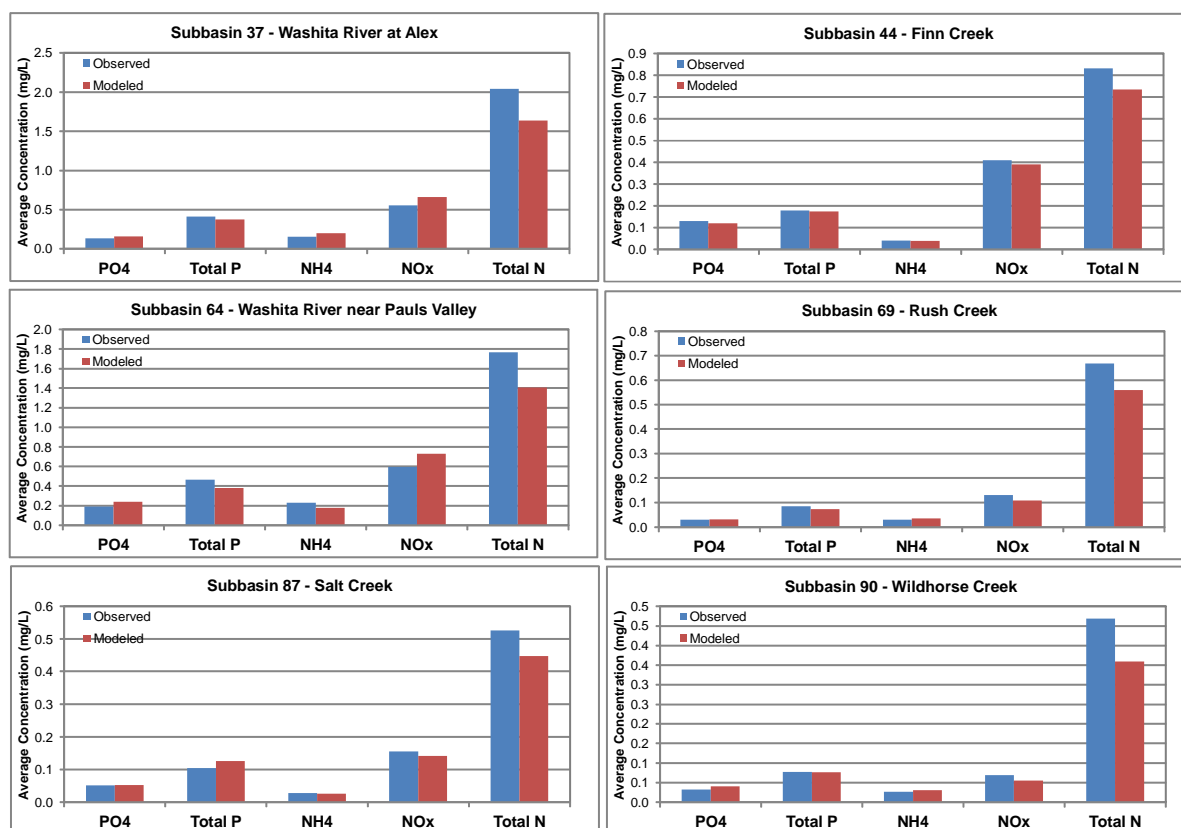 Subbasin 37 - Washita River at Alex
Average Concentration (mg/L)
2.5
2.0
1.5
1.0
0.5
0.0
Observed
Modeled
PO4 Total P NH4 NOx Total N
Subbasin 44 - Finn Creek
Average Concentration (mg/L)
0.9
0.8
0.7
0.6
0.5
0.4
0.3
0.2
0.1
0.0
Observed
Modeled
PO4 Total P NH4 NOx Total N
Subbasin 64 - Washita River near Pauls Valley
Average Concentration (mg/L)
2.0
1.8
1.6
1.4
1.2
1.0
0.8
0.6
0.4
0.2
0.0
Observed
Modeled
PO4 Total P NH4 NOx Total N
Subbasin 69 - Rush Creek
Average Concentration (mg/L)
0.8
0.7
0.6
0.5
0.4
0.3
0.2
0.1
0.0
Observed
Modeled
PO4 Total P NH4 NOx Total N
Subbasin 87 - Salt Creek
Average Concentration (mg/L)
0.6
0.5
0.4
0.3
0.2
0.1
0.0
Observed
Modeled
PO4 Total P NH4 NOx Total N
Subbasin 90 - Wildhorse Creek
Average Concentration (mg/L)
0.5
0.5
0.4
0.4
0.3
0.3
0.2
0.2
0.1
0.1
0.0
Observed
Modeled
PO4 Total P NH4 NOx Total N